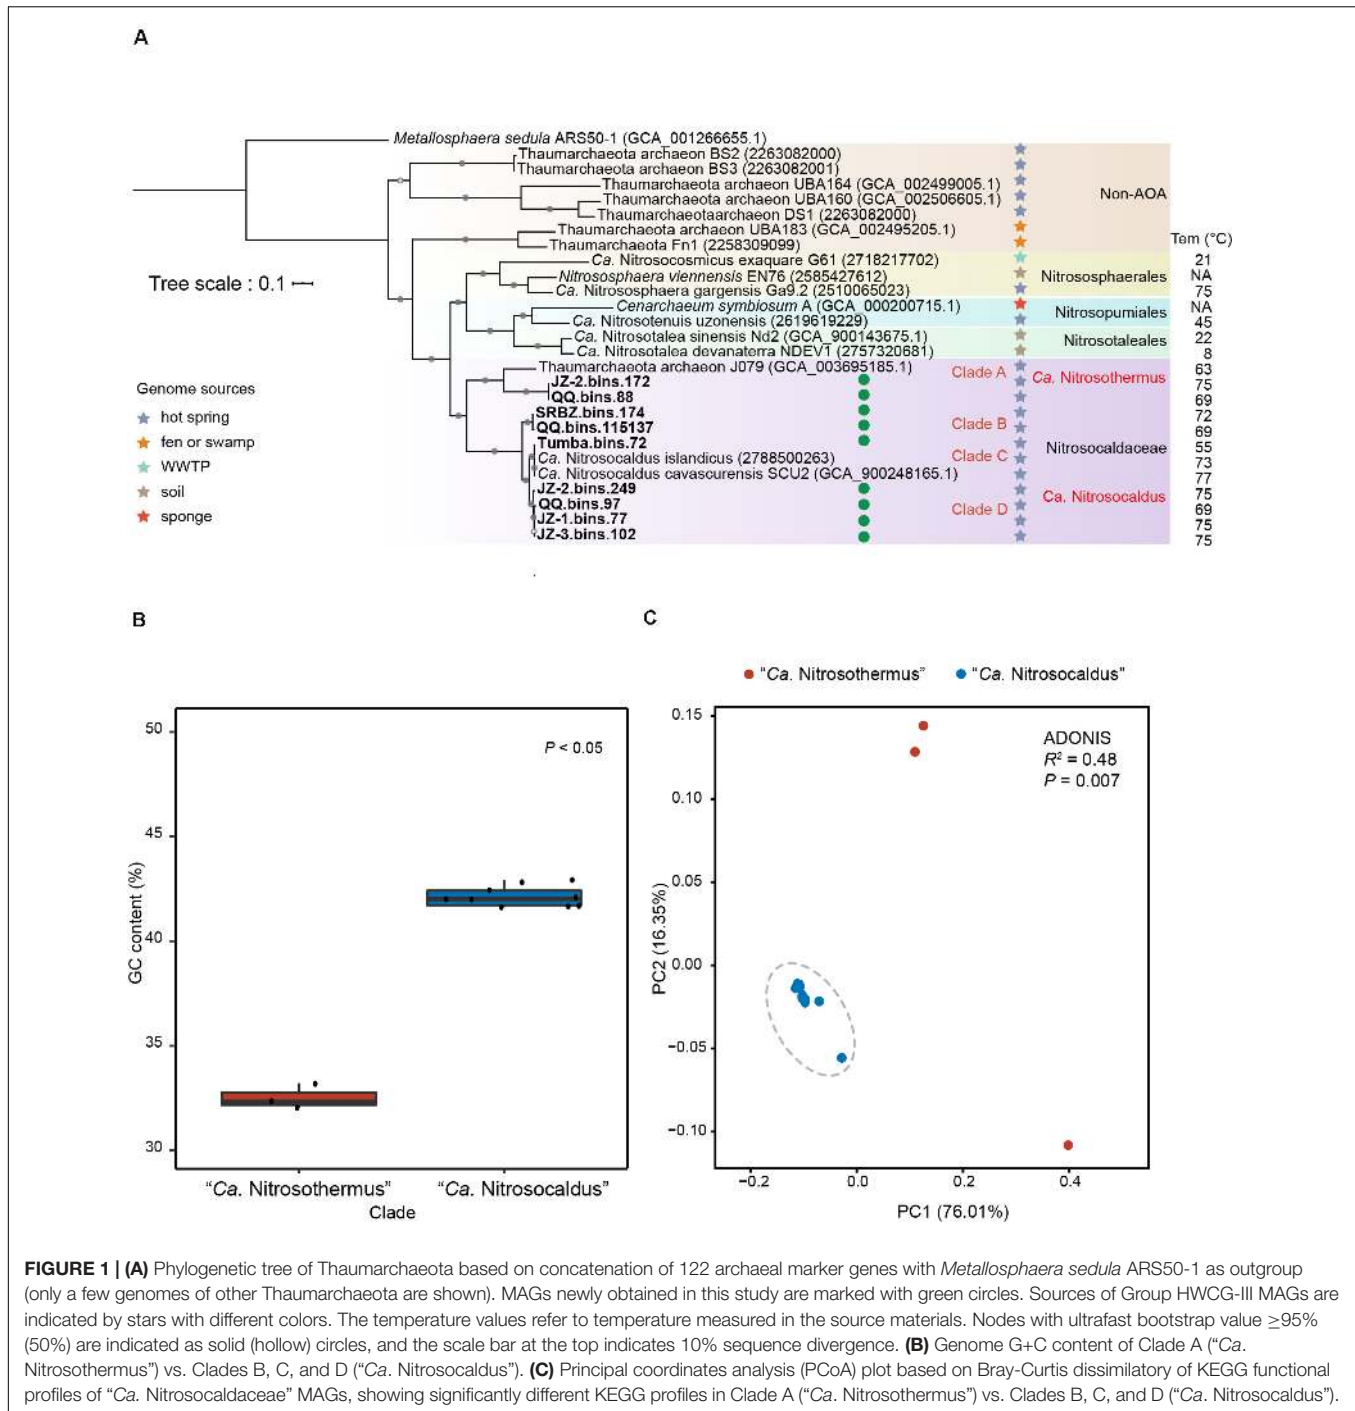 A
Metallosphaera sedula ARS50-1 (GCA_001266655.1)
Thaumarchaeota archaeon BS2 (2263082000)
Thaumarchaeota archaeon BS3 (2263082001)
Thaumarchaeota archaeon UBA164 (GCA_002499005.1)
Thaumarchaeota archaeon UBA160 (GCA_002506605.1)
Thaumarchaeotaarchaeon DS1 (2263082000)
Thaumarchaeota archaeon UBA183 (GCA_002495205.1)
Thaumarchaeota Fn1 (2258309099)
Non-AOA
Tem (°C)
Ca. Nitrosocosmicus exaquare G61 (2718217702) 21
Nitrososphaera viennensis EN76 (2585427612) Nitrososphaerales NA
Ca. Nitrososphaera gargensis Ga9.2 (2510065023) 75
Cenarchaeum symbiosum A (GCA_000200715.1) Nitrosopumiales NA
Ca. Nitrosotenuis uzonensis (2619619229) 45
Ca. Nitrosotalea sinensis Nd2 (GCA_900143675.1) Nitrosotaleales 22
Ca. Nitrosotalea devanaterra NDEV1 (2757320681) 8
Thaumarchaeota archaeon J079 (GCA_003695185.1) Clade A Ca. Nitrosothermus 63
JZ-2.bins.172 75
QQ.bins.88 69
SRBZ.bins.174 72
QQ.bins.115137 Clade B 69
Tumba.bins.72 Nitrosocaldaceae 55
Ca. Nitrosocaldus islandicus (2788500263) Clade C 73
Ca. Nitrosocaldus cavascurensis SCU2 (GCA_900248165.1) 77
JZ-2.bins.249 Ca. Nitrosocaldus 75
QQ.bins.97 Clade D 69
JZ-1.bins.77 75
JZ-3.bins.102 75
Tree scale : 0.1
Genome sources
hot spring
fen or swamp
WWTP
soil
sponge
B
50
45
40
35
30
GC content (%)
P < 0.05
"Ca. Nitrosothermus" "Ca. Nitrosocaldus"
Clade
C
"Ca. Nitrosothermus" "Ca. Nitrosocaldus"
0.15
0.10
0.05
0.00
−0.05
−0.10
PC2 (16.35%)
ADONIS
R² = 0.48
P = 0.007
−0.2 0.0 0.2 0.4
PC1 (76.01%)
FIGURE 1 | (A) Phylogenetic tree of Thaumarchaeota based on concatenation of 122 archaeal marker genes with Metallosphaera sedula ARS50-1 as outgroup
(only a few genomes of other Thaumarchaeota are shown). MAGs newly obtained in this study are marked with green circles. Sources of Group HWCG-III MAGs are
indicated by stars with different colors. The temperature values refer to temperature measured in the source materials. Nodes with ultrafast bootstrap value ≥95%
(50%) are indicated as solid (hollow) circles, and the scale bar at the top indicates 10% sequence divergence. (B) Genome G+C content of Clade A ("Ca.
Nitrosothermus") vs. Clades B, C, and D ("Ca. Nitrosocaldus"). (C) Principal coordinates analysis (PCoA) plot based on Bray-Curtis dissimilatory of KEGG functional
profiles of "Ca. Nitrosocaldaceae" MAGs, showing significantly different KEGG profiles in Clade A ("Ca. Nitrosothermus") vs. Clades B, C, and D ("Ca. Nitrosocaldus").